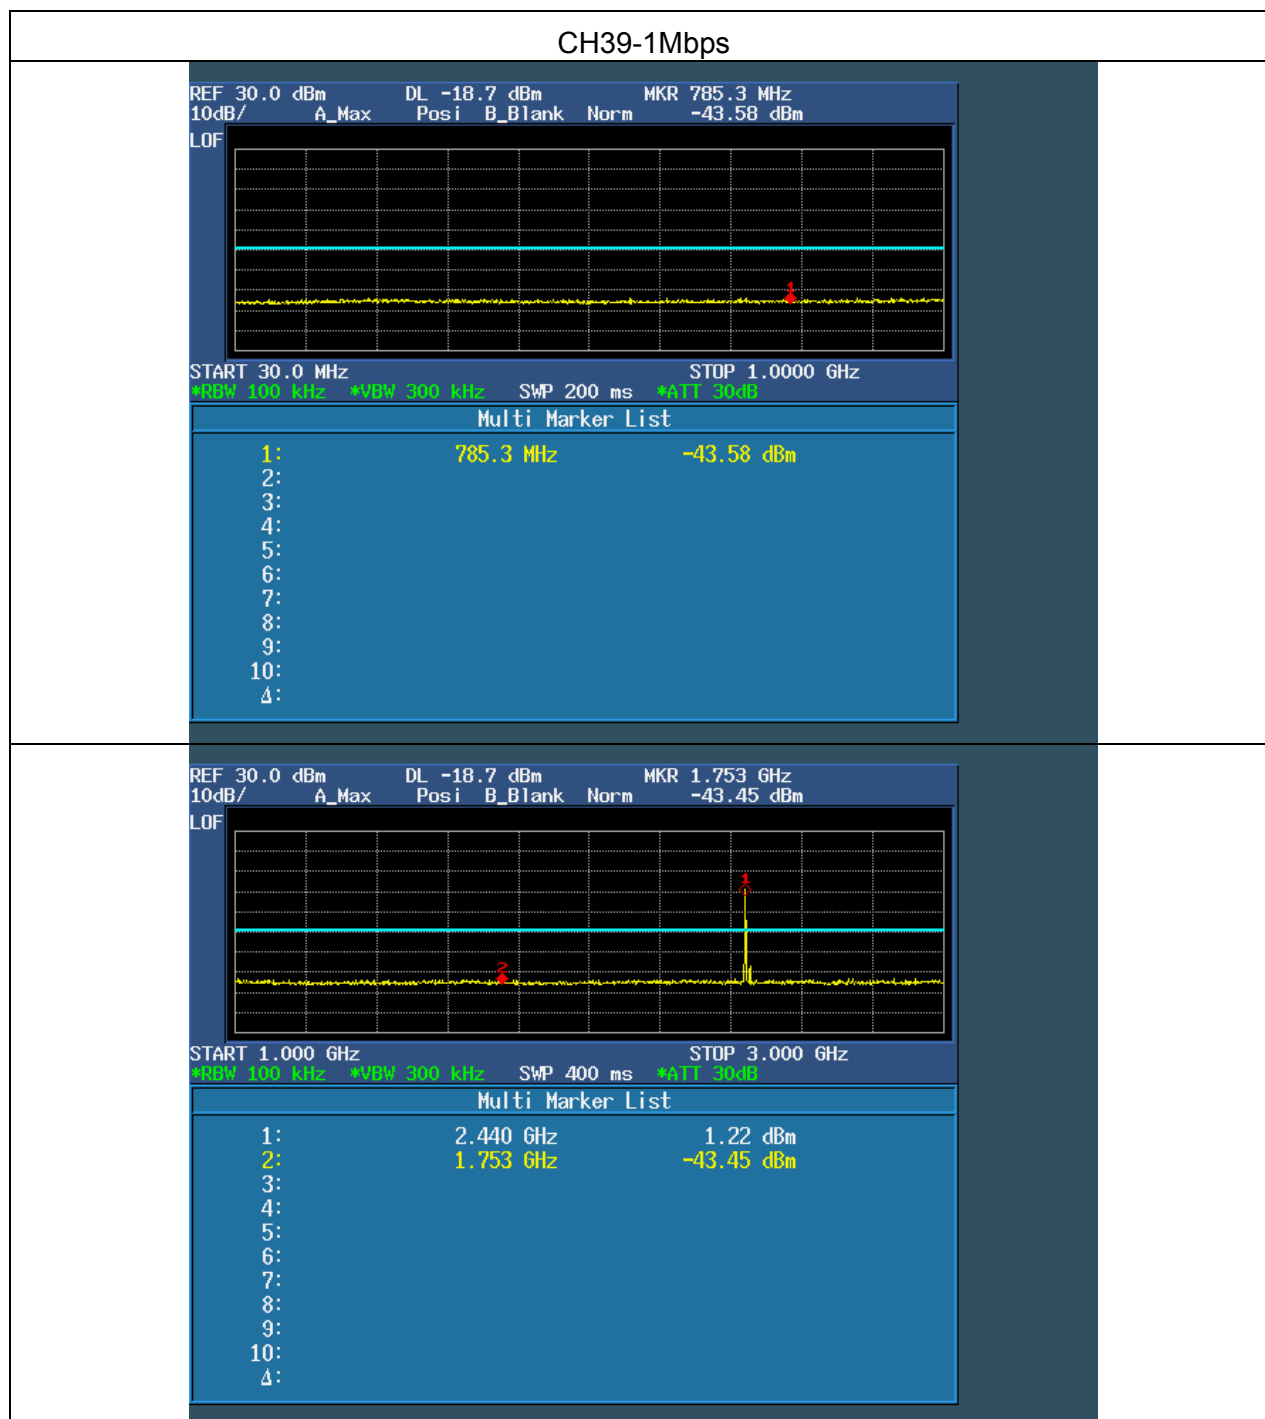 CH39-1Mbps
REF 30.0 dBm DL -18.7 dBm MKR 785.3 MHz
10dB/ A_Max Posi B_Blank Norm -43.58 dBm
LOF
1
START 30.0 MHz STOP 1.0000 GHz
*RBW 100 kHz *VBW 300 kHz SWP 200 ms *ATT 30dB
Multi Marker List
1: 785.3 MHz -43.58 dBm
2:
3:
4:
5:
6:
7:
8:
9:
10:
Δ:
REF 30.0 dBm DL -18.7 dBm MKR 1.753 GHz
10dB/ A_Max Posi B_Blank Norm -43.45 dBm
LOF
1
2
START 1.000 GHz STOP 3.000 GHz
*RBW 100 kHz *VBW 300 kHz SWP 400 ms *ATT 30dB
Multi Marker List
1: 2.440 GHz 1.22 dBm
2: 1.753 GHz -43.45 dBm
3:
4:
5:
6:
7:
8:
9:
10:
Δ: